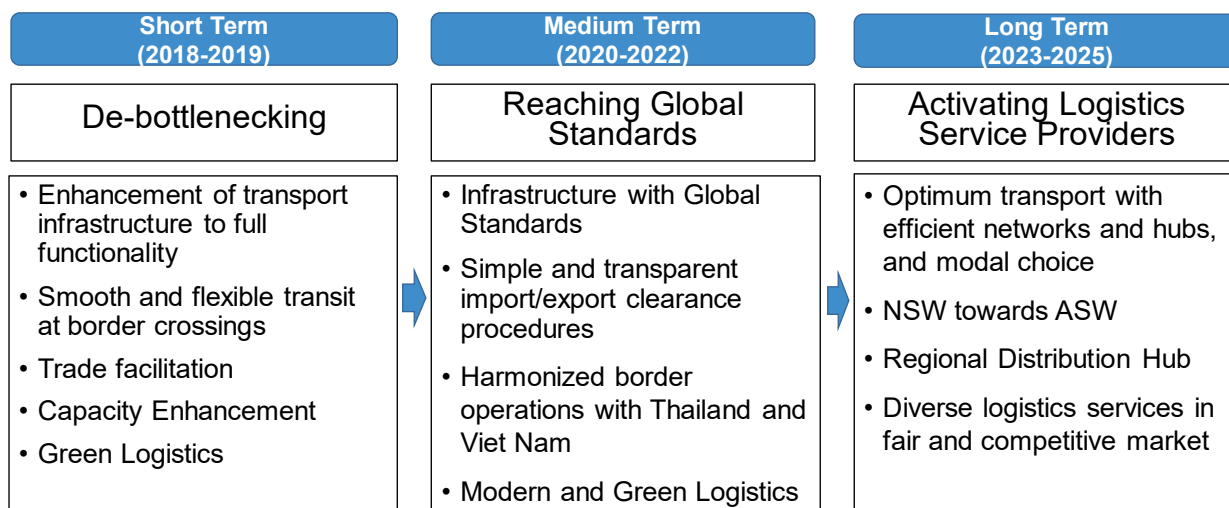 Short Term
(2018-2019)
De-bottlenecking
• Enhancement of transport
infrastructure to full
functionality
• Smooth and flexible transit
at border crossings
• Trade facilitation
• Capacity Enhancement
• Green Logistics
Medium Term
(2020-2022)
Reaching Global
Standards
• Infrastructure with Global
Standards
• Simple and transparent
import/export clearance
procedures
• Harmonized border
operations with Thailand and
Viet Nam
• Modern and Green Logistics
Long Term
(2023-2025)
Activating Logistics
Service Providers
• Optimum transport with
efficient networks and hubs,
and modal choice
• NSW towards ASW
• Regional Distribution Hub
• Diverse logistics services in
fair and competitive market